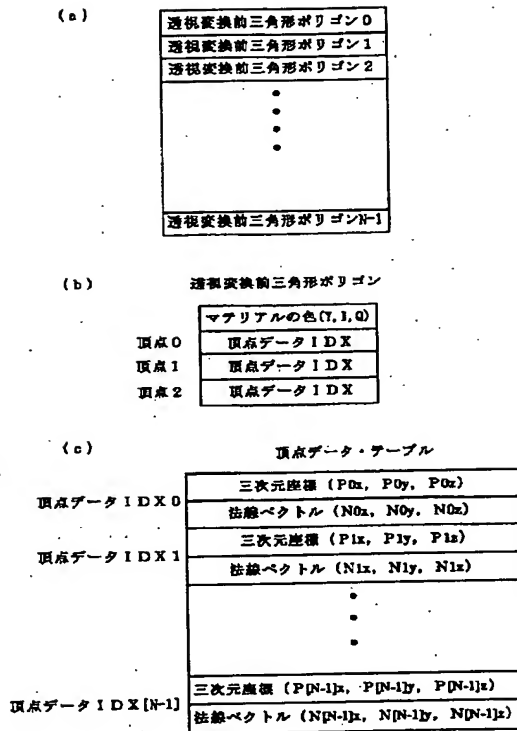 (a)
透視変換前三角形ポリゴン0
透視変換前三角形ポリゴン1
透視変換前三角形ポリゴン2
透視変換前三角形ポリゴンN-1
(b) 透視変換前三角形ポリゴン
マテリアルの色(Y,I,Q)
頂点0 頂点データIDX
頂点1 頂点データIDX
頂点2 頂点データIDX
(c) 頂点データ・テーブル
三次元座標 (P0x, P0y, P0z)
頂点データIDX0
法線ベクトル (N0x, N0y, N0z)
三次元座標 (P1x, P1y, P1z)
頂点データIDX1
法線ベクトル (N1x, N1y, N1z)
三次元座標 (P[N-1]x, P[N-1]y, P[N-1]z)
頂点データIDX[N-1]
法線ベクトル (N[N-1]x, N[N-1]y, N[N-1]z)